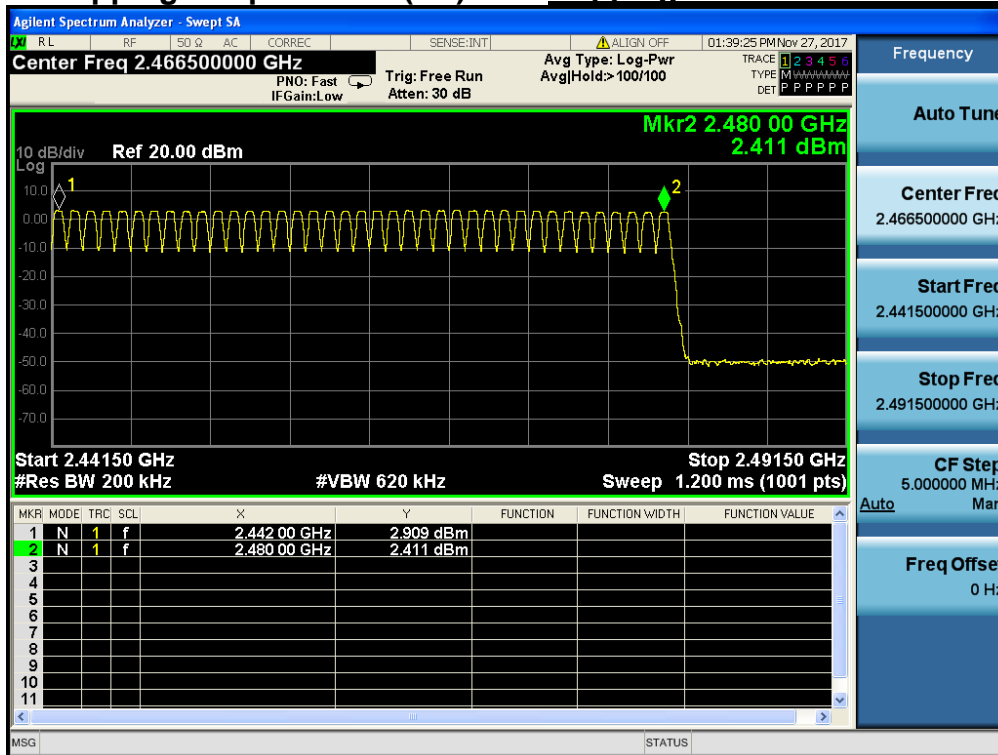 Agilent Spectrum Analyzer - Swept SA
LXI RL RF 50 Ω AC CORREC SENSE:INT ALIGN OFF 01:39:25 PM Nov 27, 2017
Center Freq 2.466500000 GHz
PNO: Fast
IFGain:Low
Trig: Free Run
Atten: 30 dB
Avg Type: Log-Pwr
Avg|Hold:> 100/100
TRACE 1 2 3 4 5 6
TYPE M
DET P P P P P P
Mkr2 2.480 00 GHz
2.411 dBm
10 dB/div Ref 20.00 dBm
Log
10.0
0.00
-10.0
-20.0
-30.0
-40.0
-50.0
-60.0
-70.0
1
2
Start 2.44150 GHz Stop 2.49150 GHz
#Res BW 200 kHz #VBW 620 kHz Sweep 1.200 ms (1001 pts)
MKR MODE TRC SCL X Y FUNCTION FUNCTION WIDTH FUNCTION VALUE
1 N 1 f 2.442 00 GHz 2.909 dBm
2 N 1 f 2.480 00 GHz 2.411 dBm
3
4
5
6
7
8
9
10
11
MSG STATUS
Frequency
Auto Tune
Center Freq
2.466500000 GHz
Start Freq
2.441500000 GHz
Stop Freq
2.491500000 GHz
CF Step
5.000000 MHz
Auto Man
Freq Offset
0 Hz